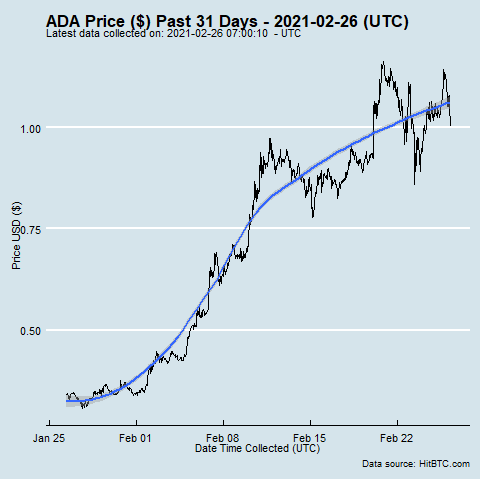 ADA Price ($) Past 31 Days - 2021-02-26 (UTC)
Latest data collected on: 2021-02-26 07:00:10 - UTC
1.00
0.75
0.50
Price USD ($)
Jan 25 Feb 01 Feb 08 Feb 15 Feb 22
Date Time Collected (UTC)
Data source: HitBTC.com